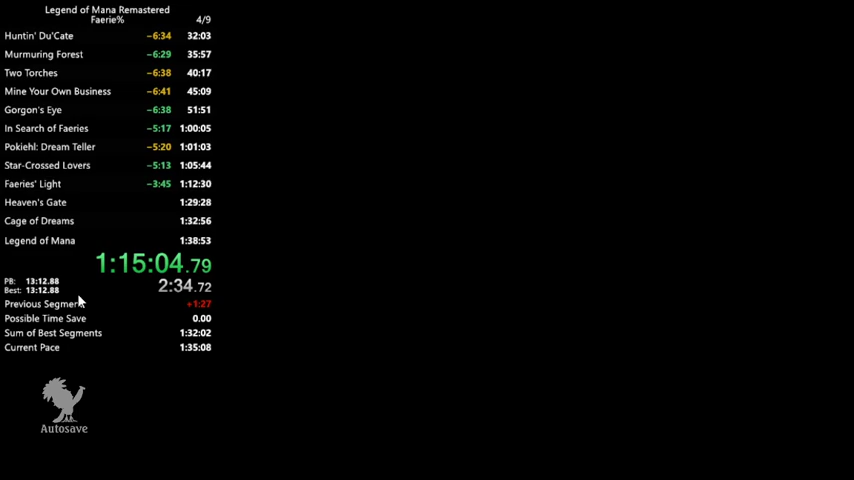 Legend of Mana Remastered
Faerie% 4/9
Huntin' Du'Cate −6:34 32:03
Murmuring Forest −6:29 35:57
Two Torches −6:38 40:17
Mine Your Own Business −6:41 45:09
Gorgon's Eye −6:38 51:51
In Search of Faeries −5:17 1:00:05
Pokiehl: Dream Teller −5:20 1:01:03
Star-Crossed Lovers −5:13 1:05:44
Faeries' Light −3:45 1:12:30
Heaven's Gate 1:29:28
Cage of Dreams 1:32:56
Legend of Mana 1:38:53
1:15:04.79
PB: 13:12.88 2:34.72
Best: 13:12.88
Previous Segment +1:27
Possible Time Save 0.00
Sum of Best Segments 1:32:02
Current Pace 1:35:08
Autosave